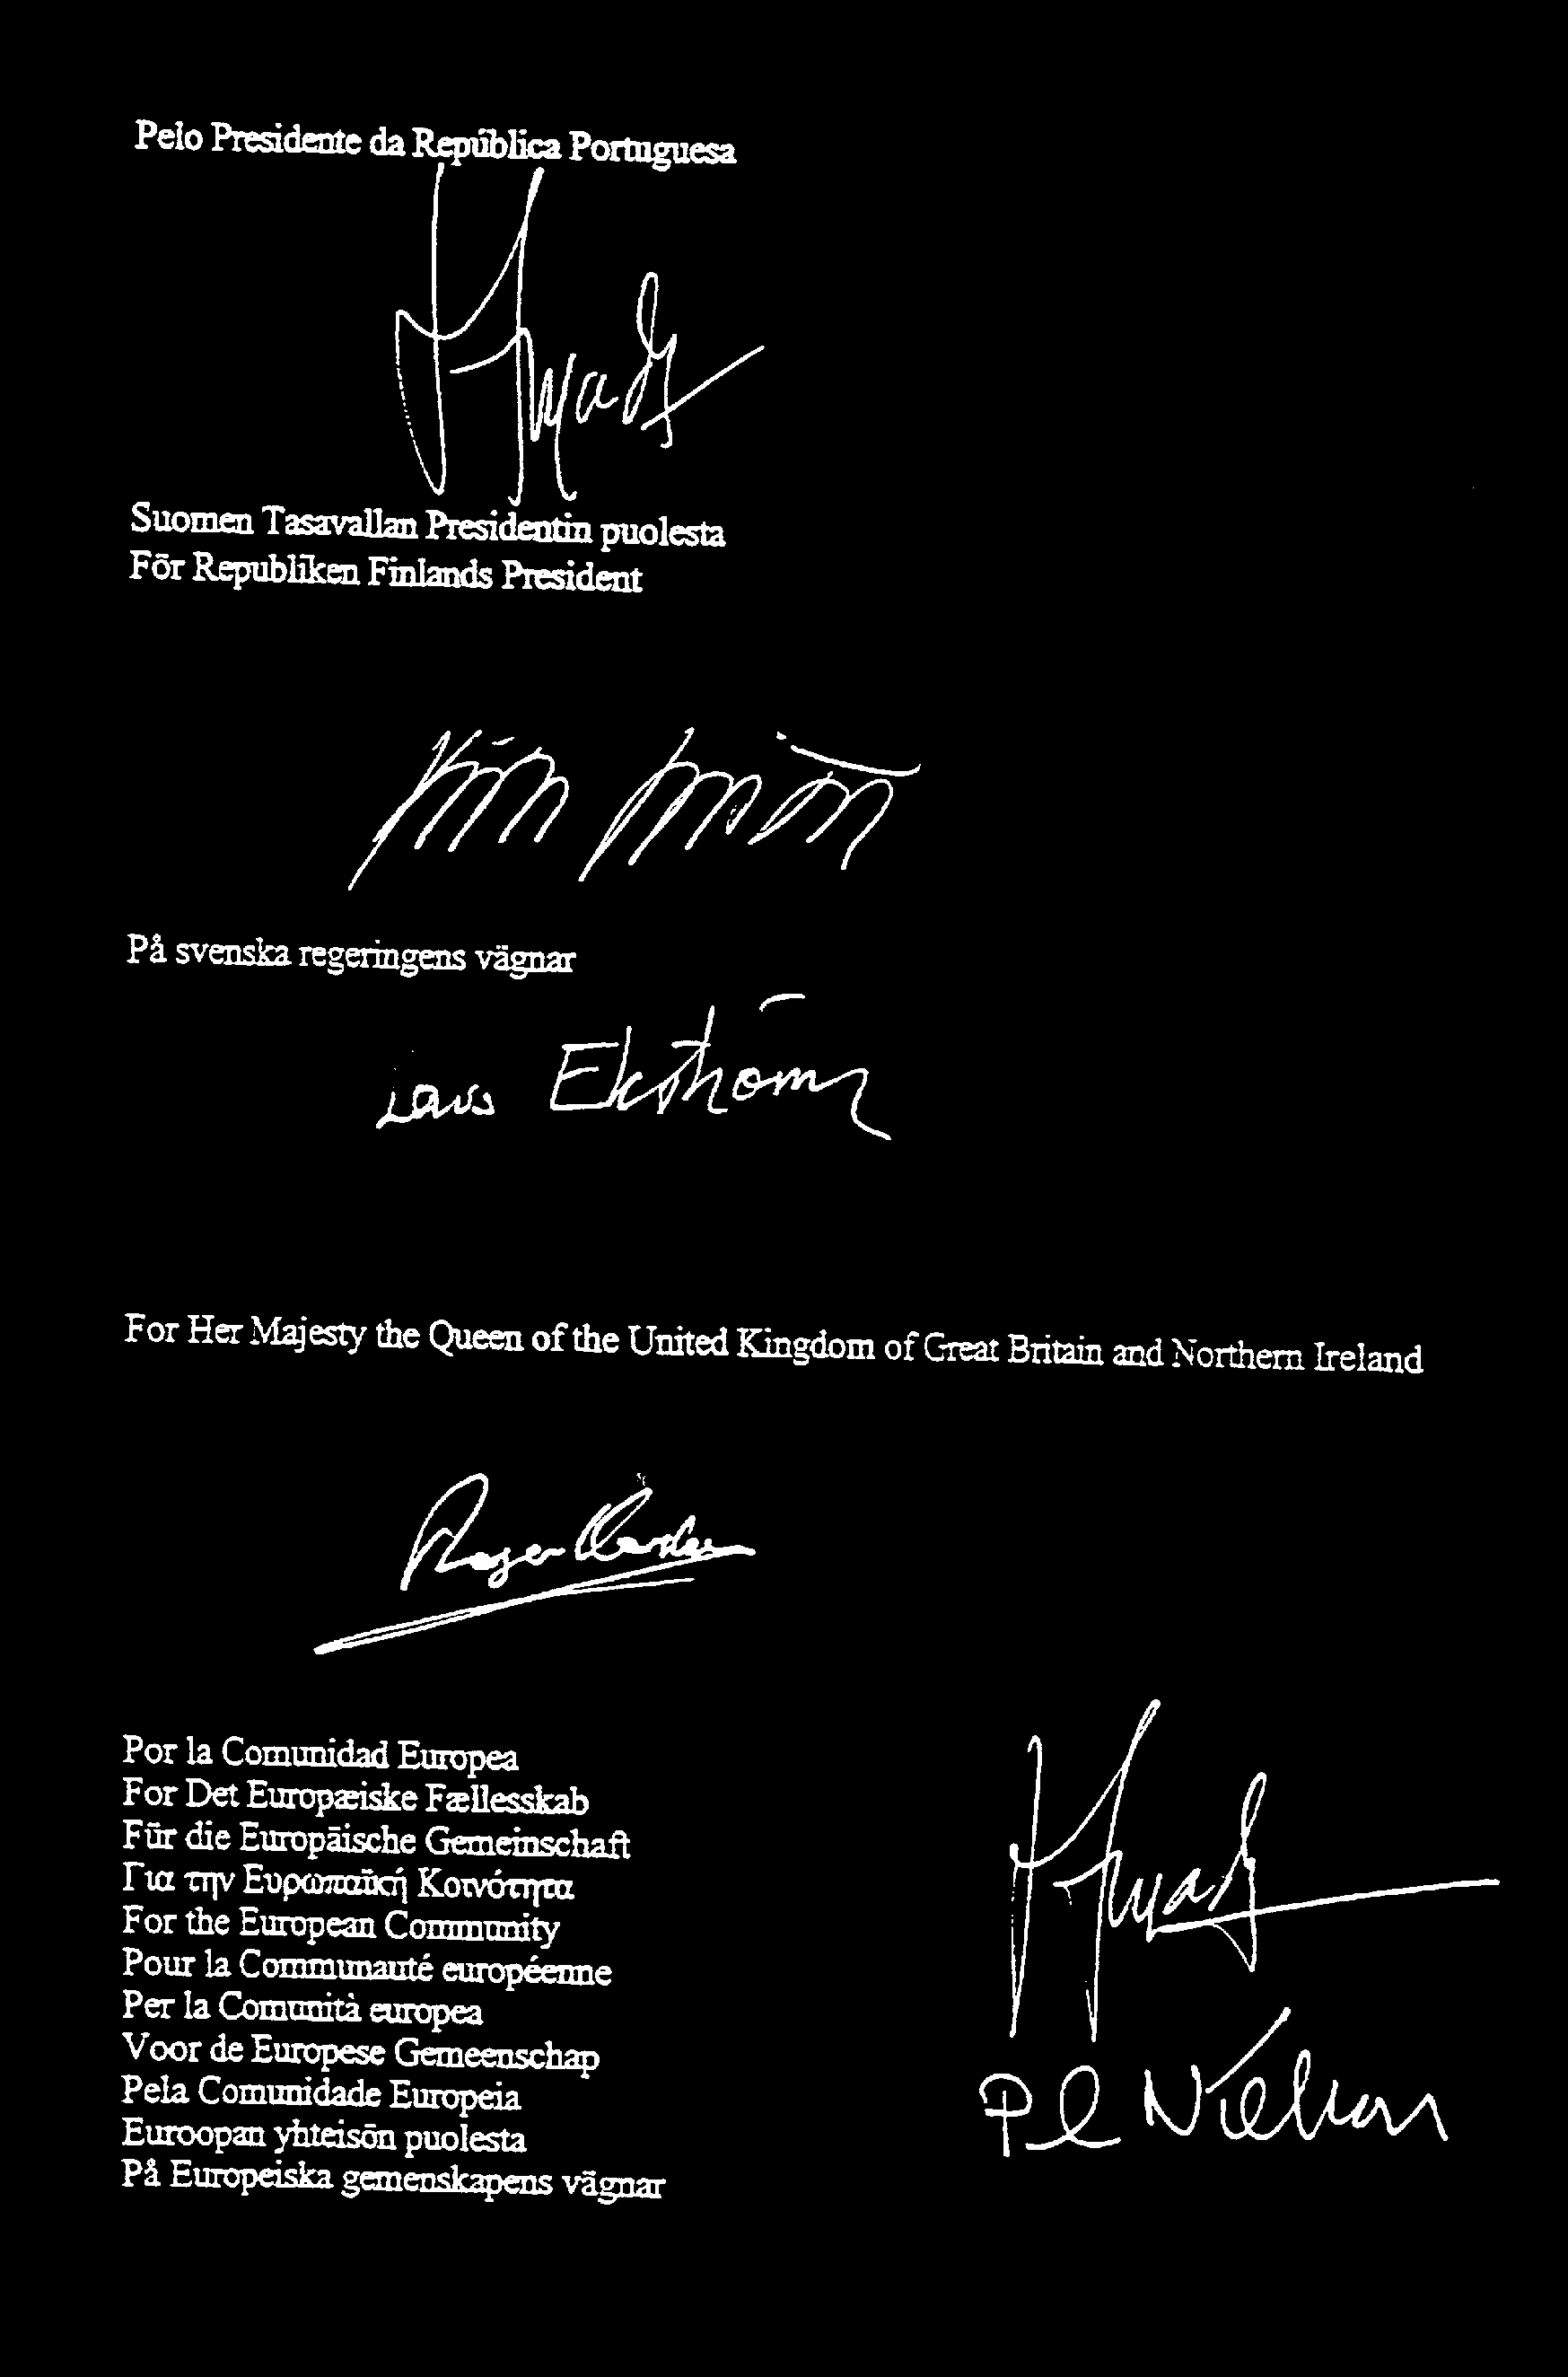 Pelo Presidente da República Portuguesa
Suomen Tasavallan Presidentin puolesta
För Republiken Finlands President
På svenska regeringens vägnar
Lars Ekström
For Her Majesty the Queen of the United Kingdom of Great Britain and Northern Ireland
Roger
Por la Comunidad Europea
For Det Europæiske Fællesskab
Für die Europäische Gemeinschaft
Για την Ευρωπαϊκή Κοινότητα
For the European Community
Pour la Communauté européenne
Per la Comunità europea
Voor de Europese Gemeenschap
Pela Comunidade Europeia
Euroopan yhteisön puolesta
På Europeiska gemenskapens vägnar
Nielson